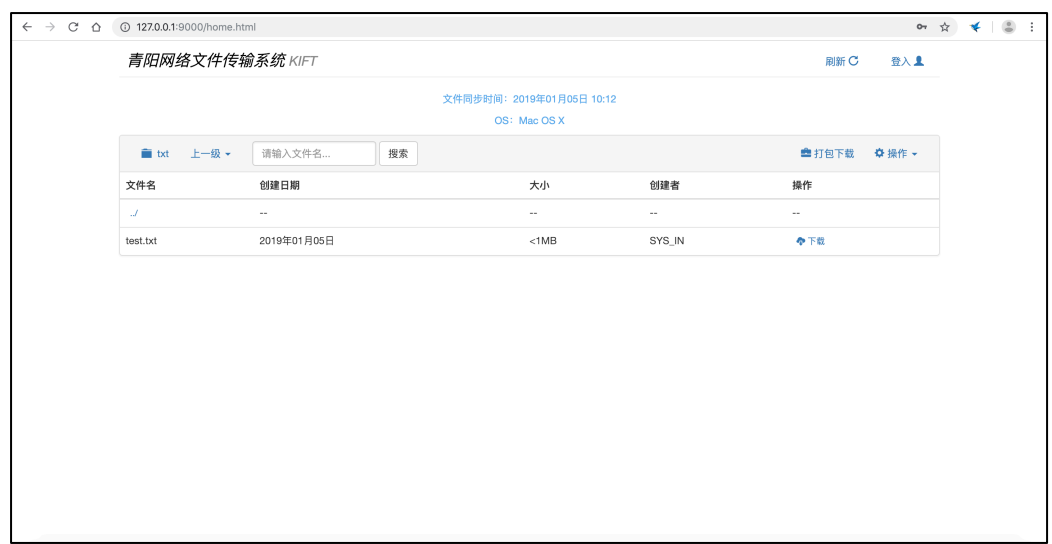 127.0.0.1:9000/home.html
青阳网络文件传输系统 KIFT 刷新 登入
文件同步时间：2019年01月05日 10:12
OS：Mac OS X
txt 上一级 请输入文件名... 搜索 打包下载 操作
文件名 创建日期 大小 创建者 操作
../ -- -- -- --
test.txt 2019年01月05日 <1MB SYS_IN 下载